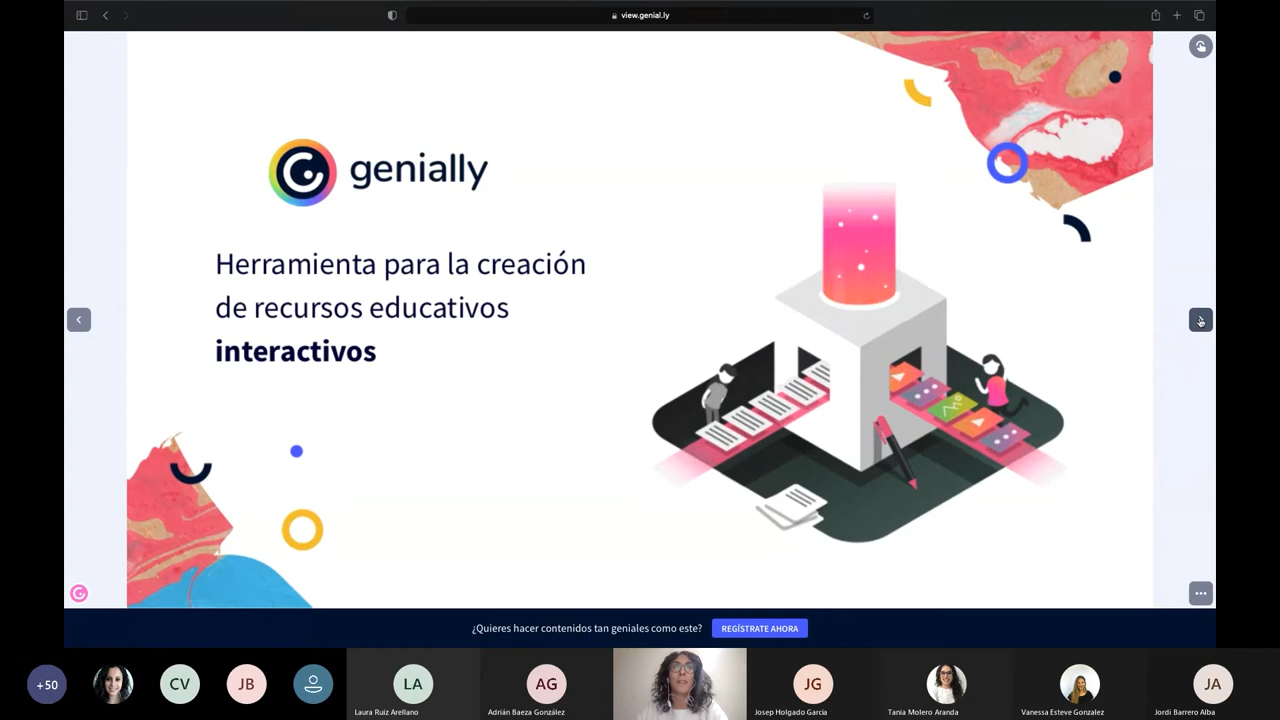 view.genial.ly
genially
Herramienta para la creación
de recursos educativos
interactivos
¿Quieres hacer contenidos tan geniales como este?
REGÍSTRATE AHORA
+50
CV
JB
LA
AG
JG
JA
Laura Ruiz Arellano
Adrián Baeza González
Josep Holgado García
Tania Molero Aranda
Vanessa Esteve Gonzalez
Jordi Barrero Alba